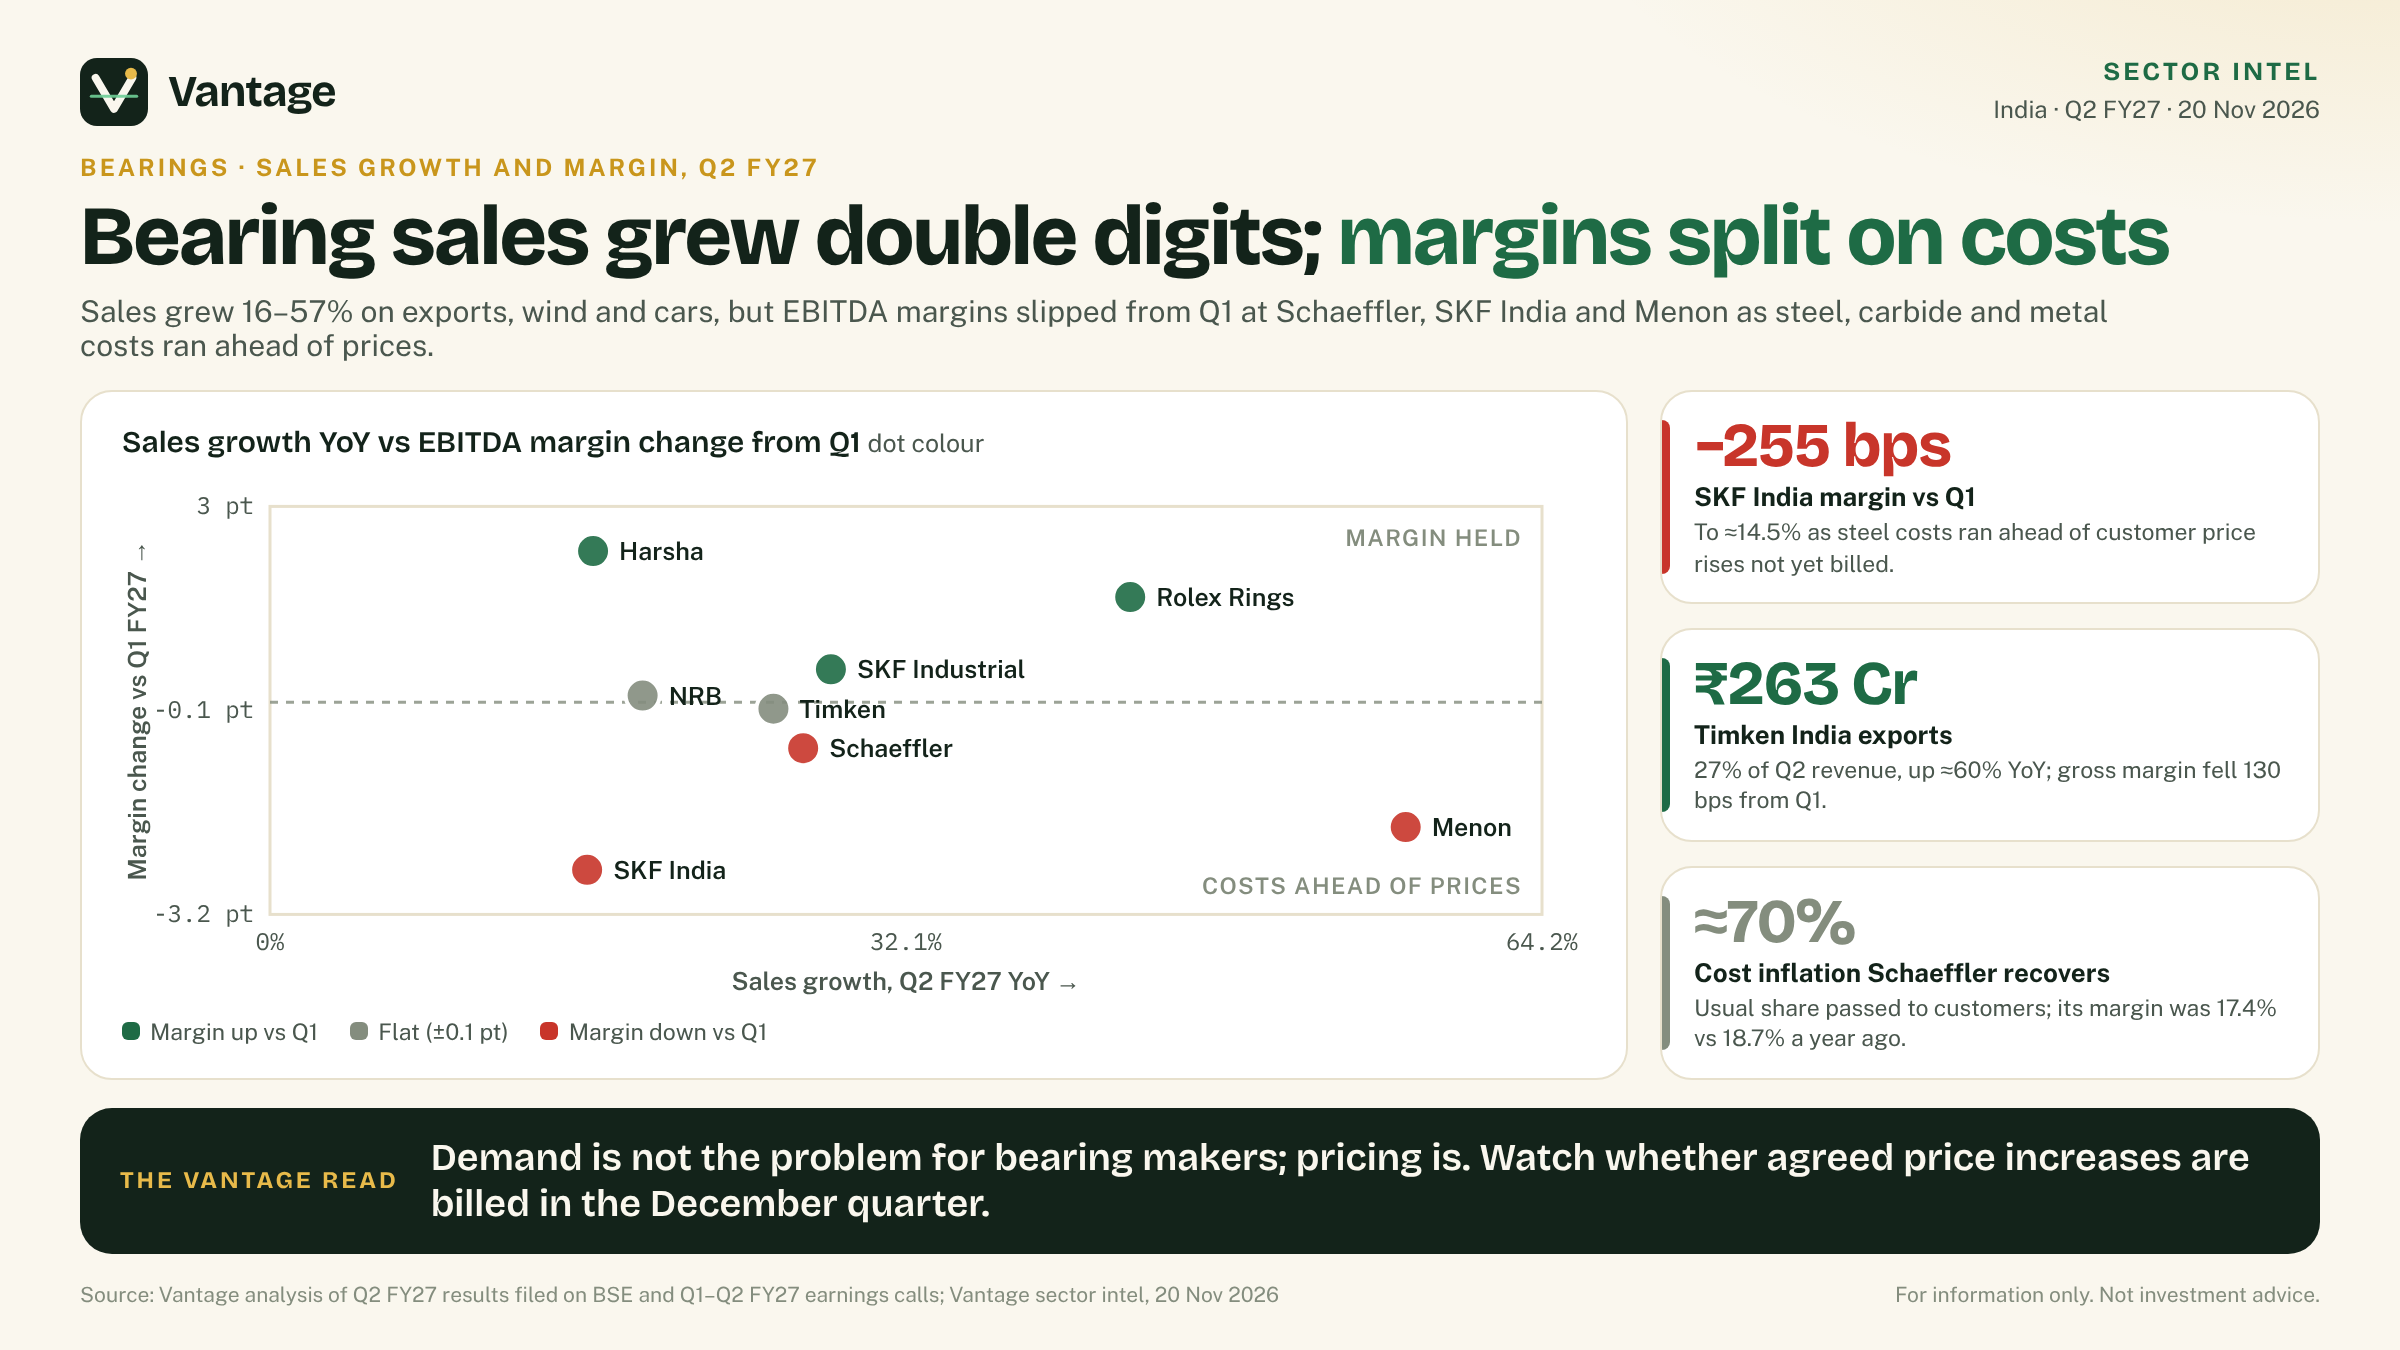 Vantage
SECTOR INTEL
India · Q2 FY27 · 20 Nov 2026
BEARINGS · SALES GROWTH AND MARGIN, Q2 FY27
Bearing sales grew double digits; margins split on costs
Sales grew 16–57% on exports, wind and cars, but EBITDA margins slipped from Q1 at Schaeffler, SKF India and Menon as steel, carbide and metal
costs ran ahead of prices.
Sales growth YoY vs EBITDA margin change from Q1 dot colour
Margin change vs Q1 FY27 →
3 pt
-0.1 pt
-3.2 pt
MARGIN HELD
Harsha
Rolex Rings
SKF Industrial
NRB
Timken
Schaeffler
Menon
SKF India
COSTS AHEAD OF PRICES
0%
32.1%
64.2%
Sales growth, Q2 FY27 YoY →
Margin up vs Q1
Flat (±0.1 pt)
Margin down vs Q1
−255 bps
SKF India margin vs Q1
To ≈14.5% as steel costs ran ahead of customer price
rises not yet billed.
₹263 Cr
Timken India exports
27% of Q2 revenue, up ≈60% YoY; gross margin fell 130
bps from Q1.
≈70%
Cost inflation Schaeffler recovers
Usual share passed to customers; its margin was 17.4%
vs 18.7% a year ago.
THE VANTAGE READ
Demand is not the problem for bearing makers; pricing is. Watch whether agreed price increases are
billed in the December quarter.
Source: Vantage analysis of Q2 FY27 results filed on BSE and Q1–Q2 FY27 earnings calls; Vantage sector intel, 20 Nov 2026
For information only. Not investment advice.